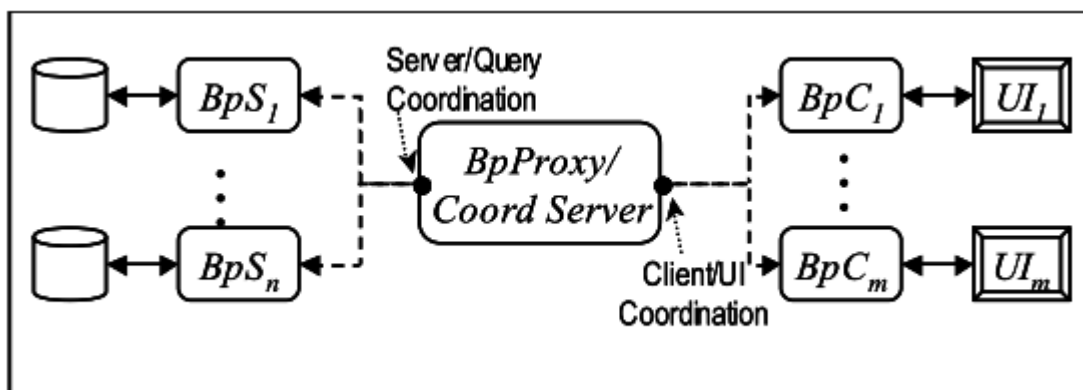 Server/Query
Coordination
BpS1
BpProxy/
Coord Server
BpC1
UI1
BpSn
Client/UI
Coordination
BpCm
UIm